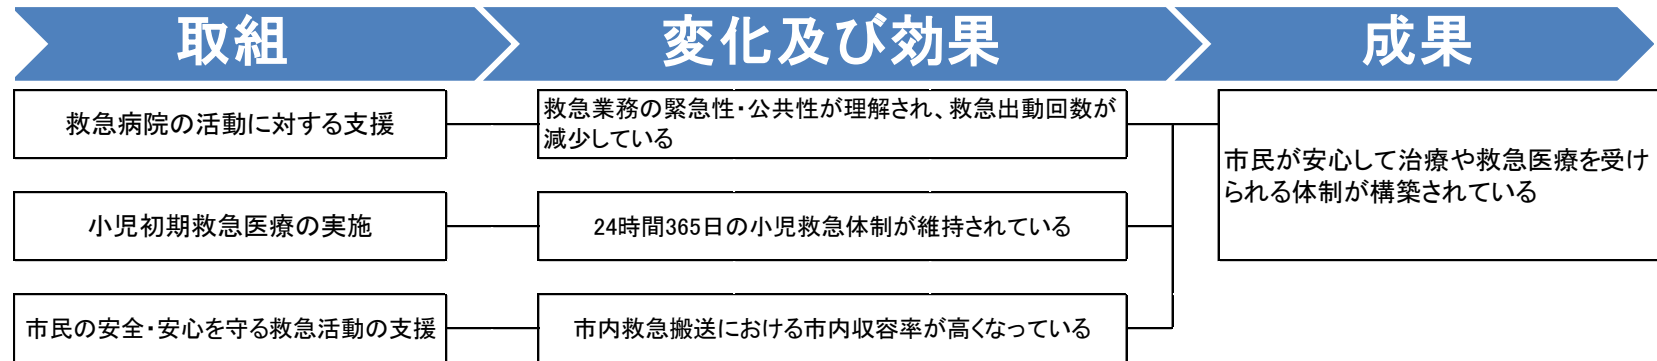 取組
変化及び効果
成果
救急病院の活動に対する支援
救急業務の緊急性・公共性が理解され、救急出動回数が
減少している
市民が安心して治療や救急医療を受け
られる体制が構築されている
小児初期救急医療の実施
24時間365日の小児救急体制が維持されている
市民の安全・安心を守る救急活動の支援
市内救急搬送における市内収容率が高くなっている